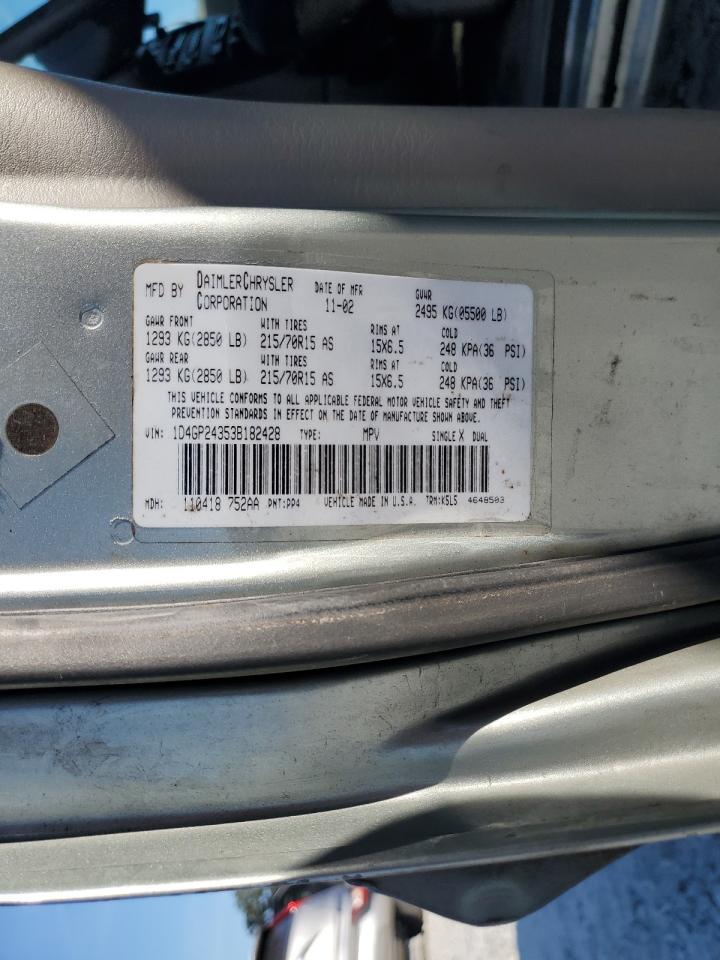 MFD BY DAIMLERCHRYSLER CORPORATION DATE OF MFR 11-02 GVWR 2495 KG(05500 LB)
GAWR FRONT WITH TIRES RIMS AT COLD
1293 KG(2850 LB) 215/70R15 AS 15X6.5 248 KPA(36 PSI)
GAWR REAR WITH TIRES RIMS AT COLD
1293 KG(2850 LB) 215/70R15 AS 15X6.5 248 KPA(36 PSI)
THIS VEHICLE CONFORMS TO ALL APPLICABLE FEDERAL MOTOR VEHICLE SAFETY AND THEFT
PREVENTION STANDARDS IN EFFECT ON THE DATE OF MANUFACTURE SHOWN ABOVE.
VIN: 1D4GP24353B182428 TYPE: MPV SINGLE X DUAL
MDH: 110418 752AA PNT:PP4 VEHICLE MADE IN U.S.A. TRM:K5L5 4648503